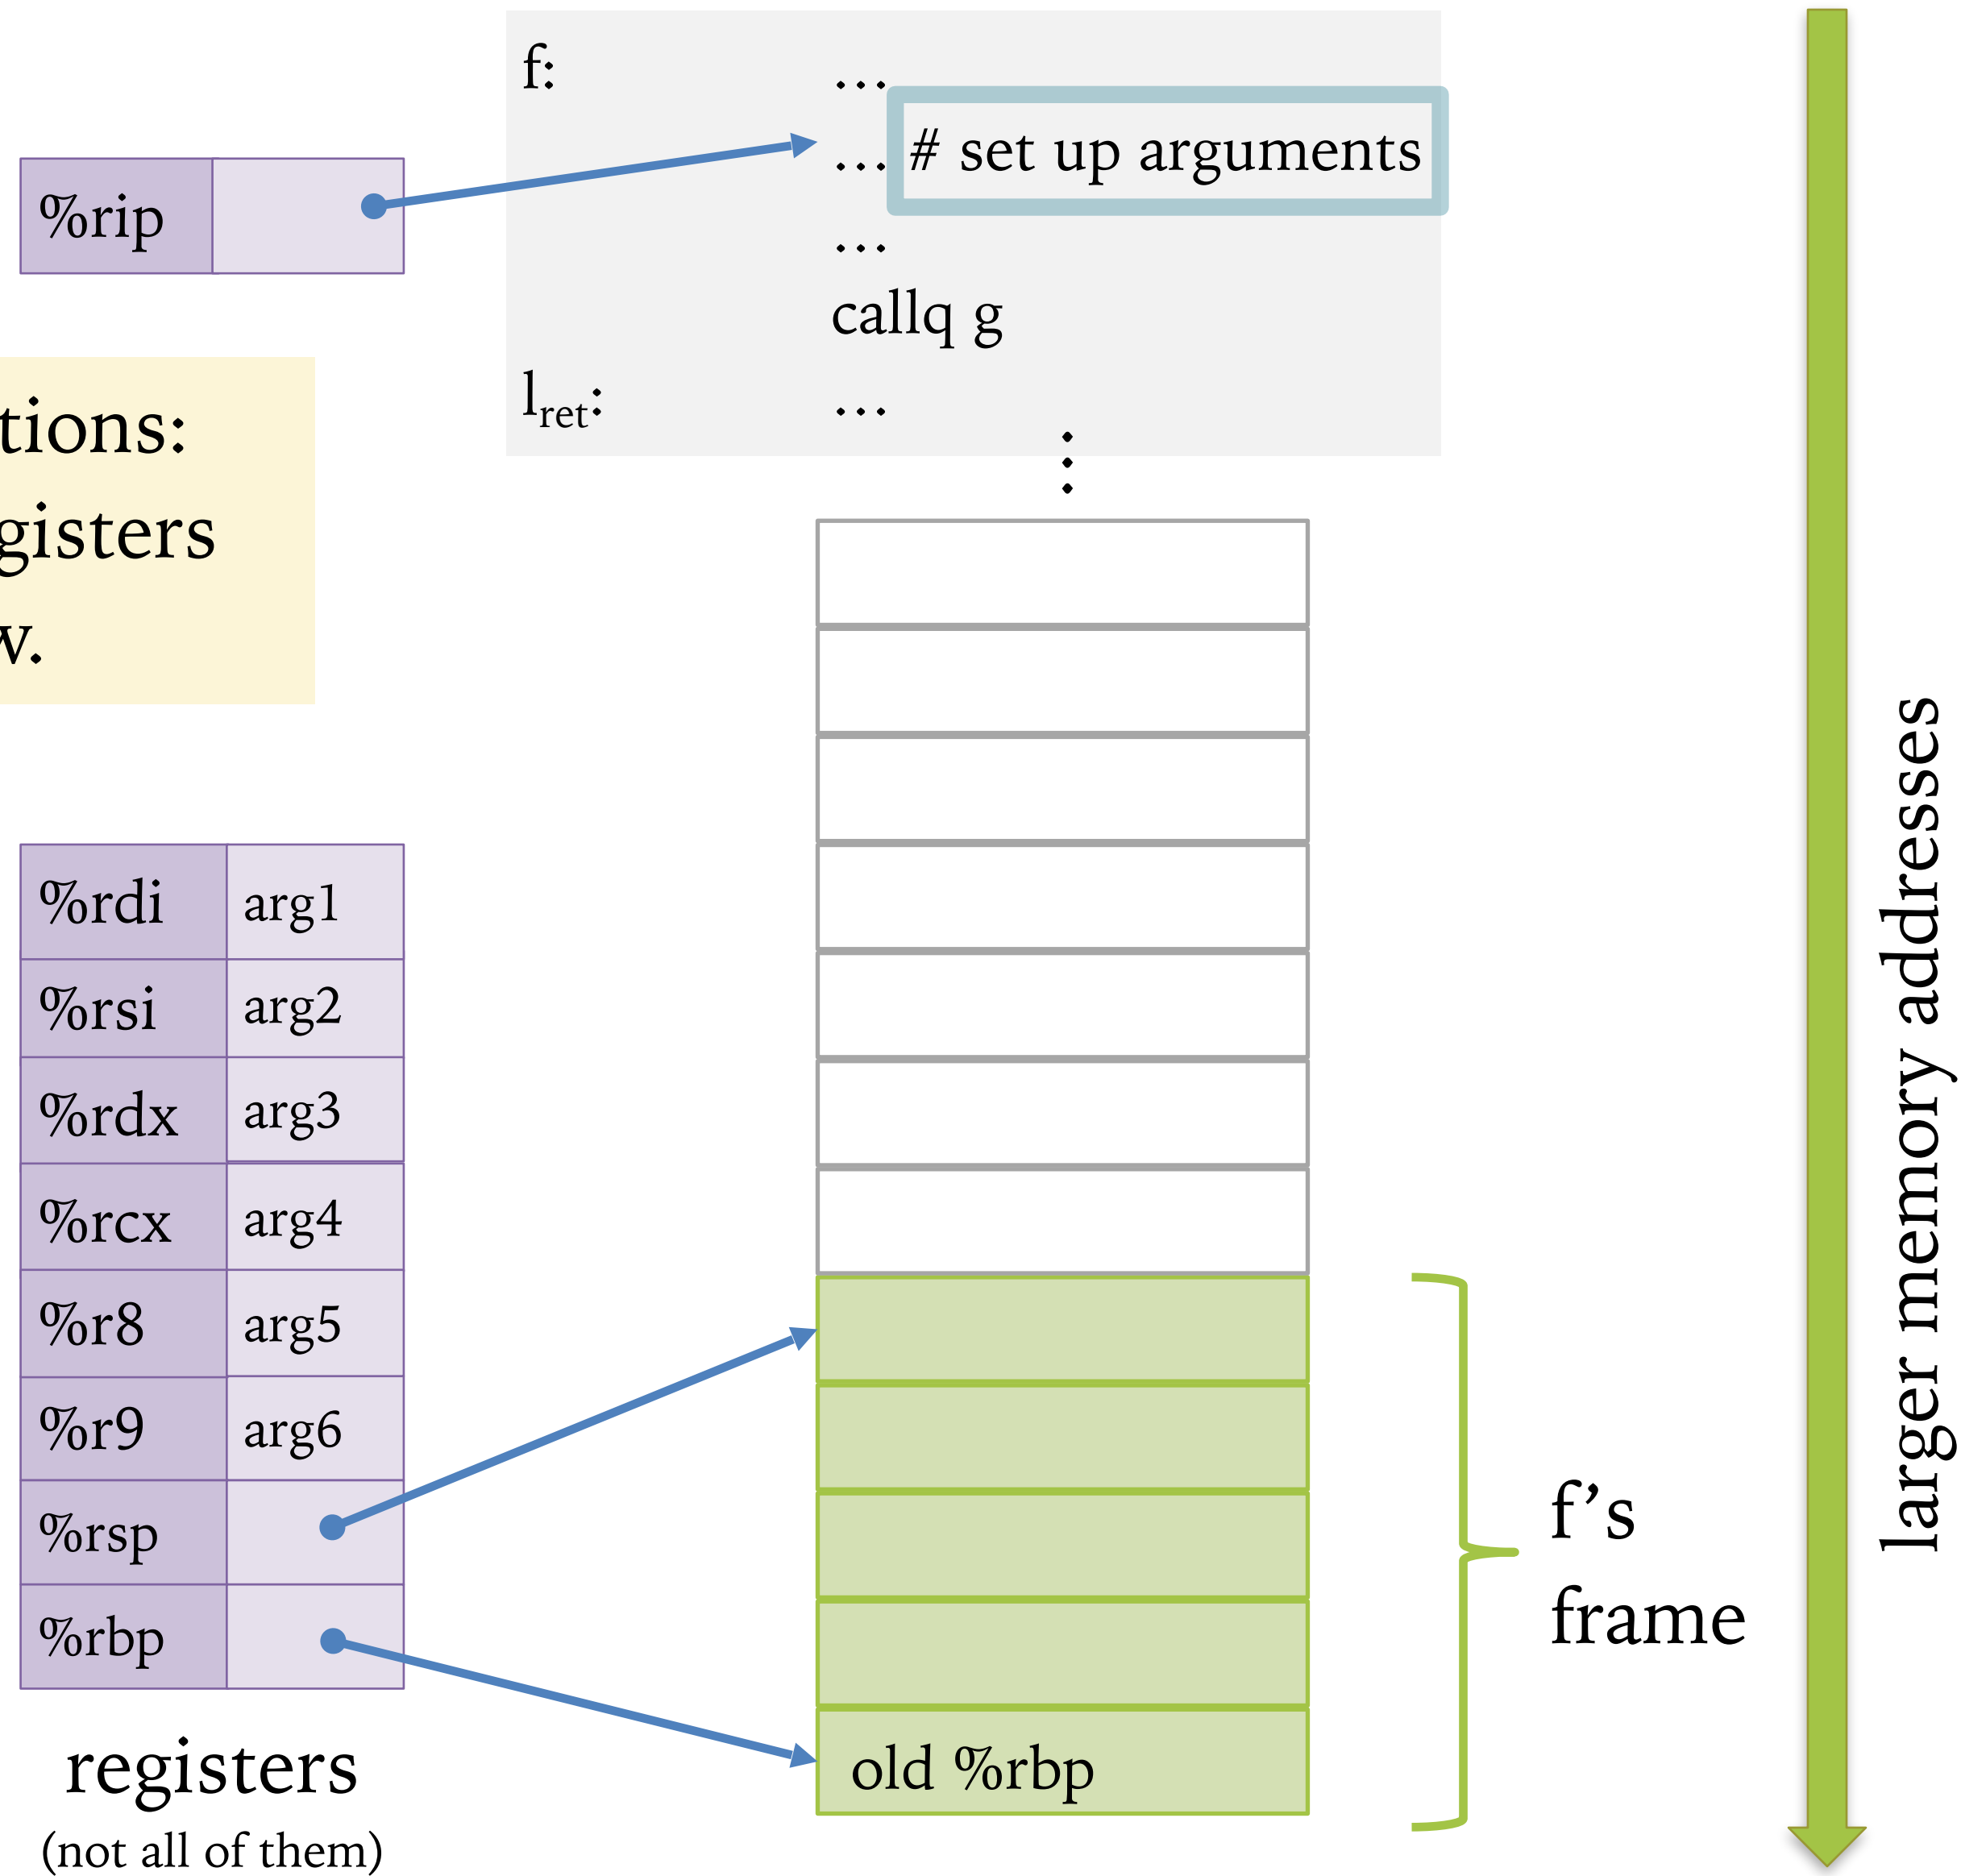 f: ...
... # set up arguments
...
callq g
lret: ...
%rip
tions:
gisters
w.
%rdi arg1
%rsi arg2
%rdx arg3
%rcx arg4
%r8 arg5
%r9 arg6
%rsp
%rbp
registers
(not all of them)
old %rbp
f’s
frame
larger memory addresses